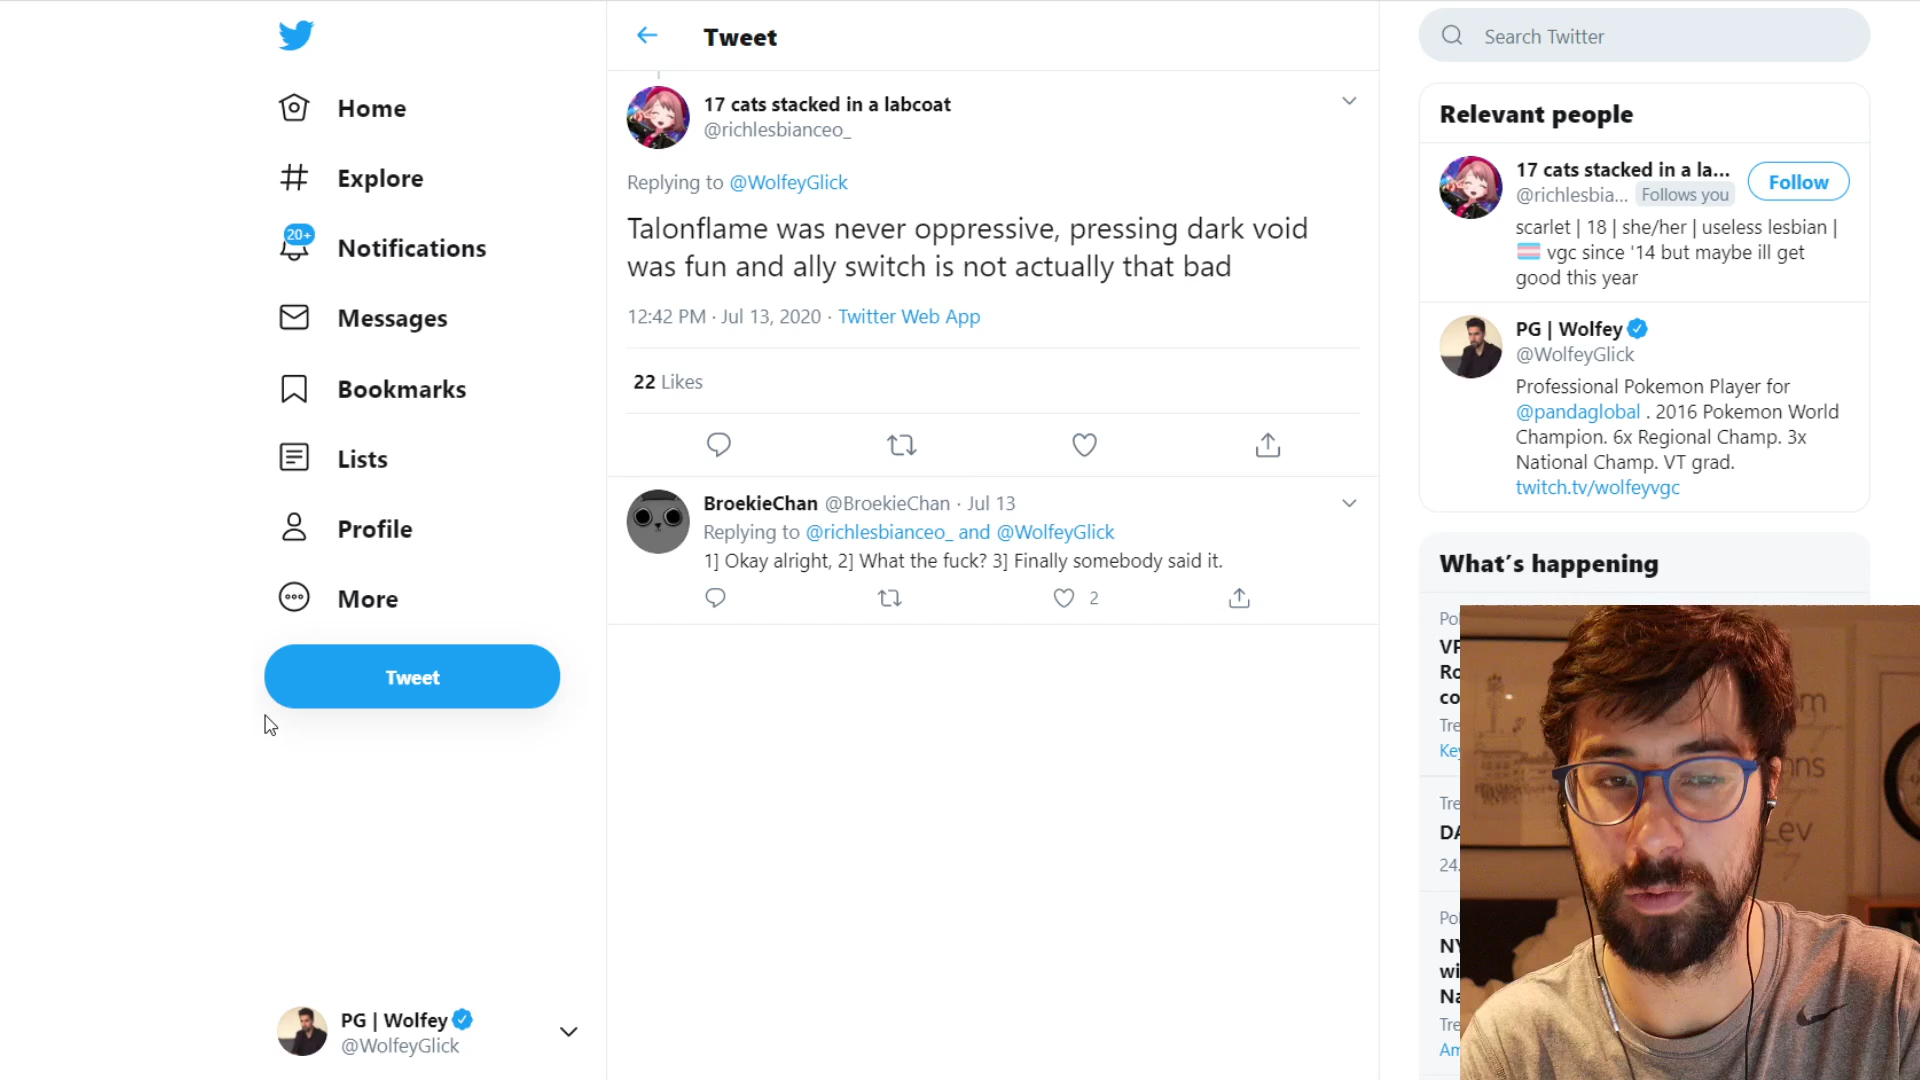 Home
Explore
20+
Notifications
Messages
Bookmarks
Lists
Profile
More
Tweet
PG | Wolfey
@WolfeyGlick
Tweet
17 cats stacked in a labcoat
@richlesbianceo_
Replying to @WolfeyGlick
Talonflame was never oppressive, pressing dark void
was fun and ally switch is not actually that bad
12:42 PM · Jul 13, 2020 · Twitter Web App
22 Likes
BroekieChan @BroekieChan · Jul 13
Replying to @richlesbianceo_ and @WolfeyGlick
1] Okay alright, 2] What the fuck? 3] Finally somebody said it.
2
Search Twitter
Relevant people
17 cats stacked in a la...
@richlesbia... Follows you
Follow
scarlet | 18 | she/her | useless lesbian |
vgc since '14 but maybe ill get
good this year
PG | Wolfey
@WolfeyGlick
Professional Pokemon Player for
@pandaglobal . 2016 Pokemon World
Champion. 6x Regional Champ. 3x
National Champ. VT grad.
twitch.tv/wolfeyvgc
What's happening